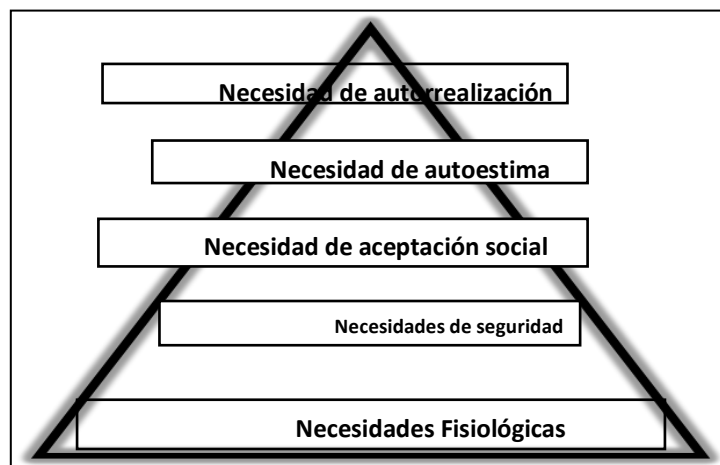 Necesidad de autorrealización
Necesidad de autoestima
Necesidad de aceptación social
Necesidades de seguridad
Necesidades Fisiológicas